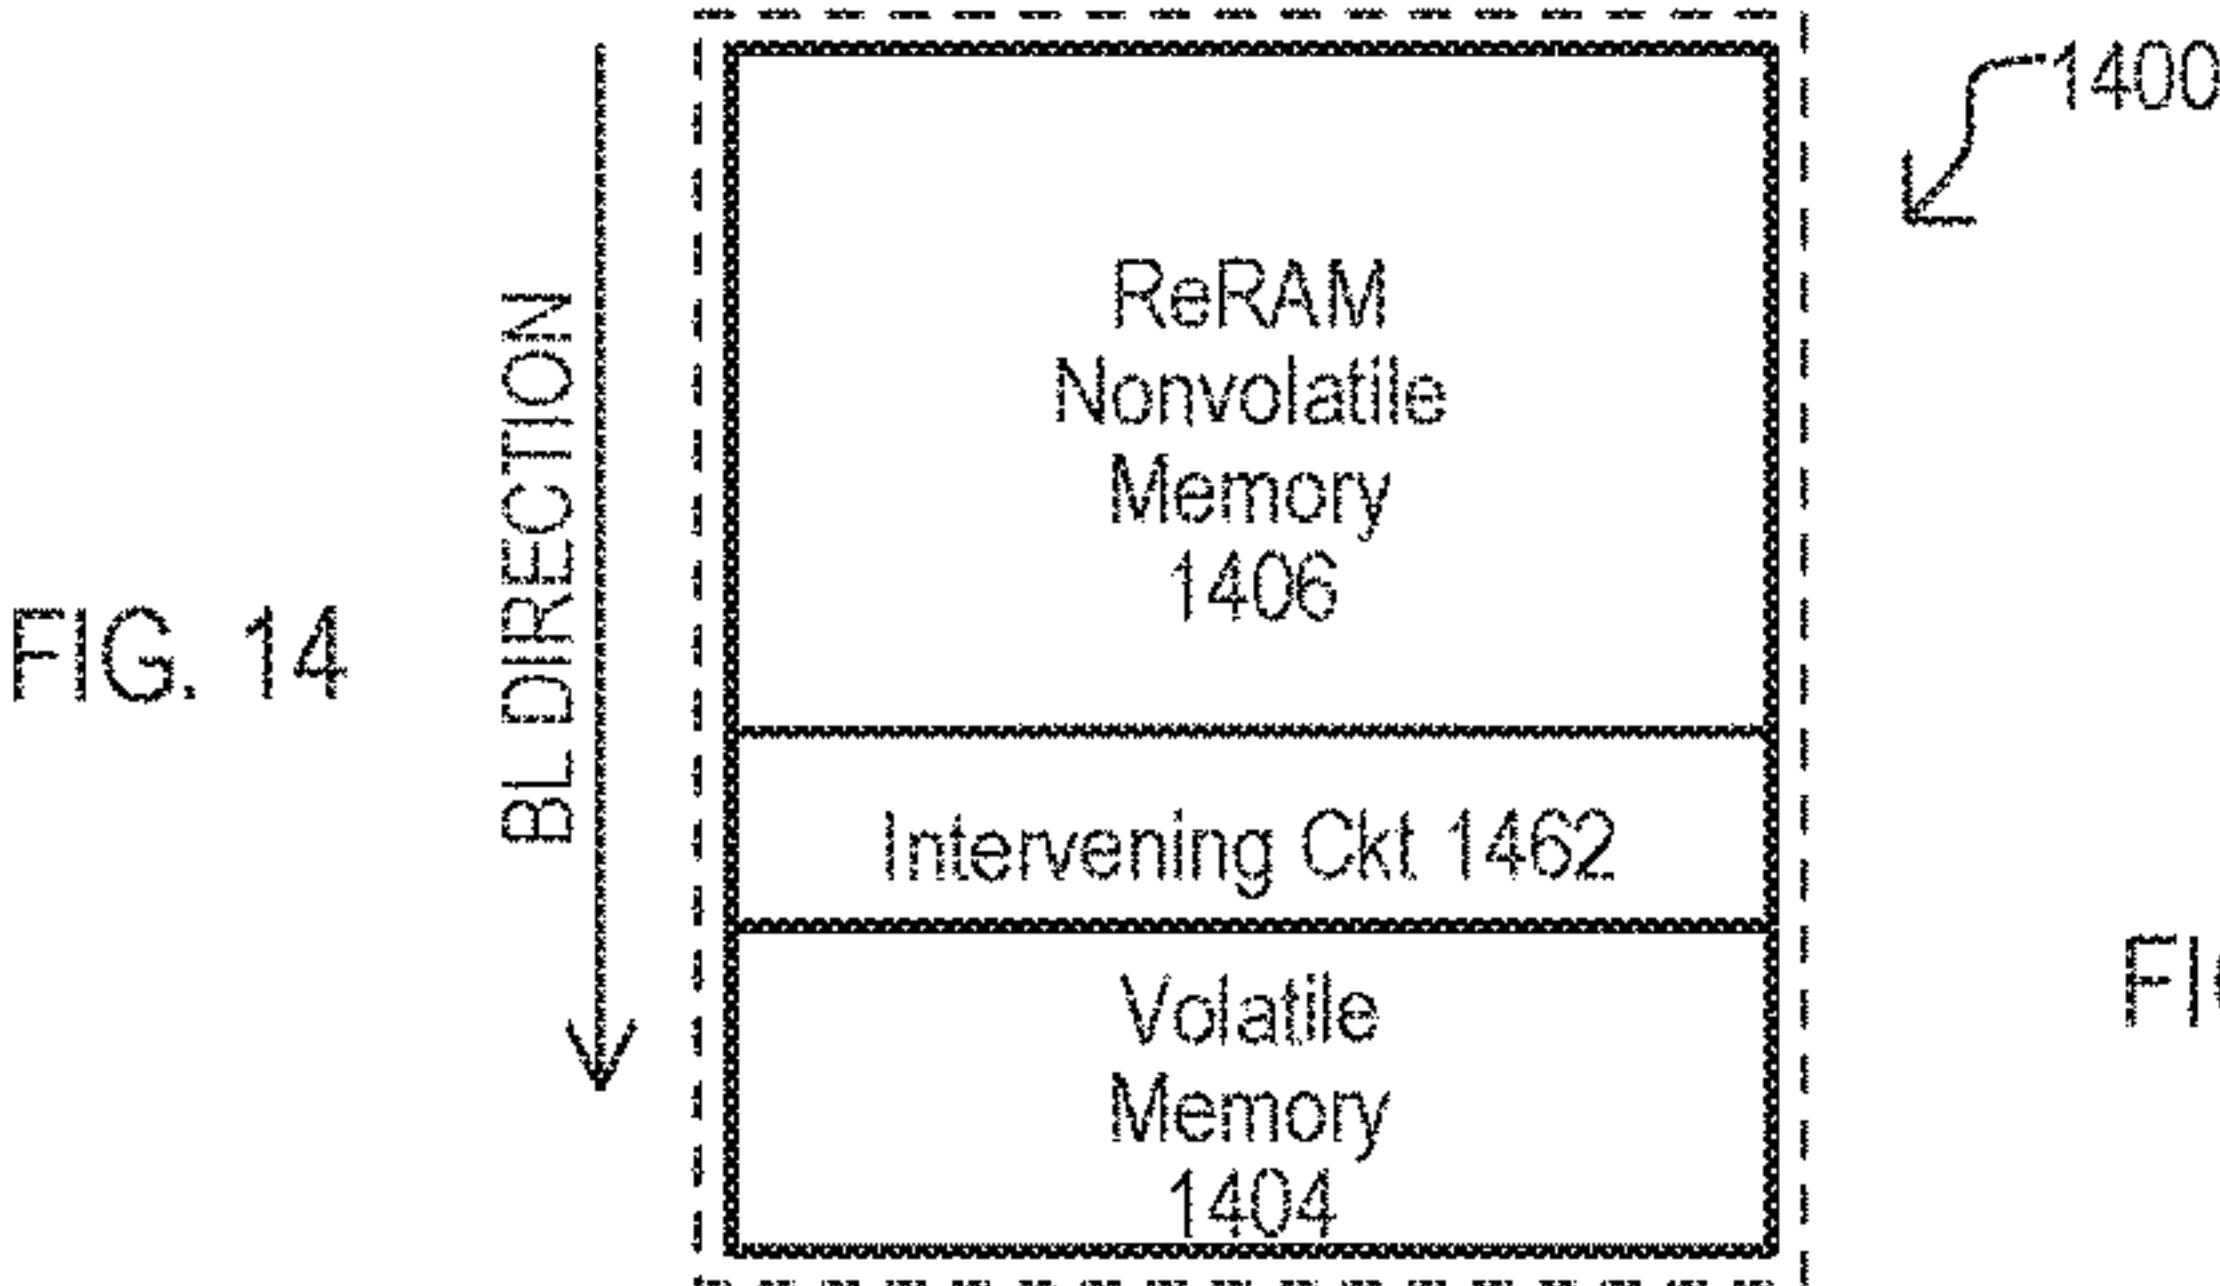 1400
ReRAM
Nonvolatile
Memory
1406
BL DIRECTION
FIG. 14
Intervening Ckt 1462
Volatile
Memory
1404